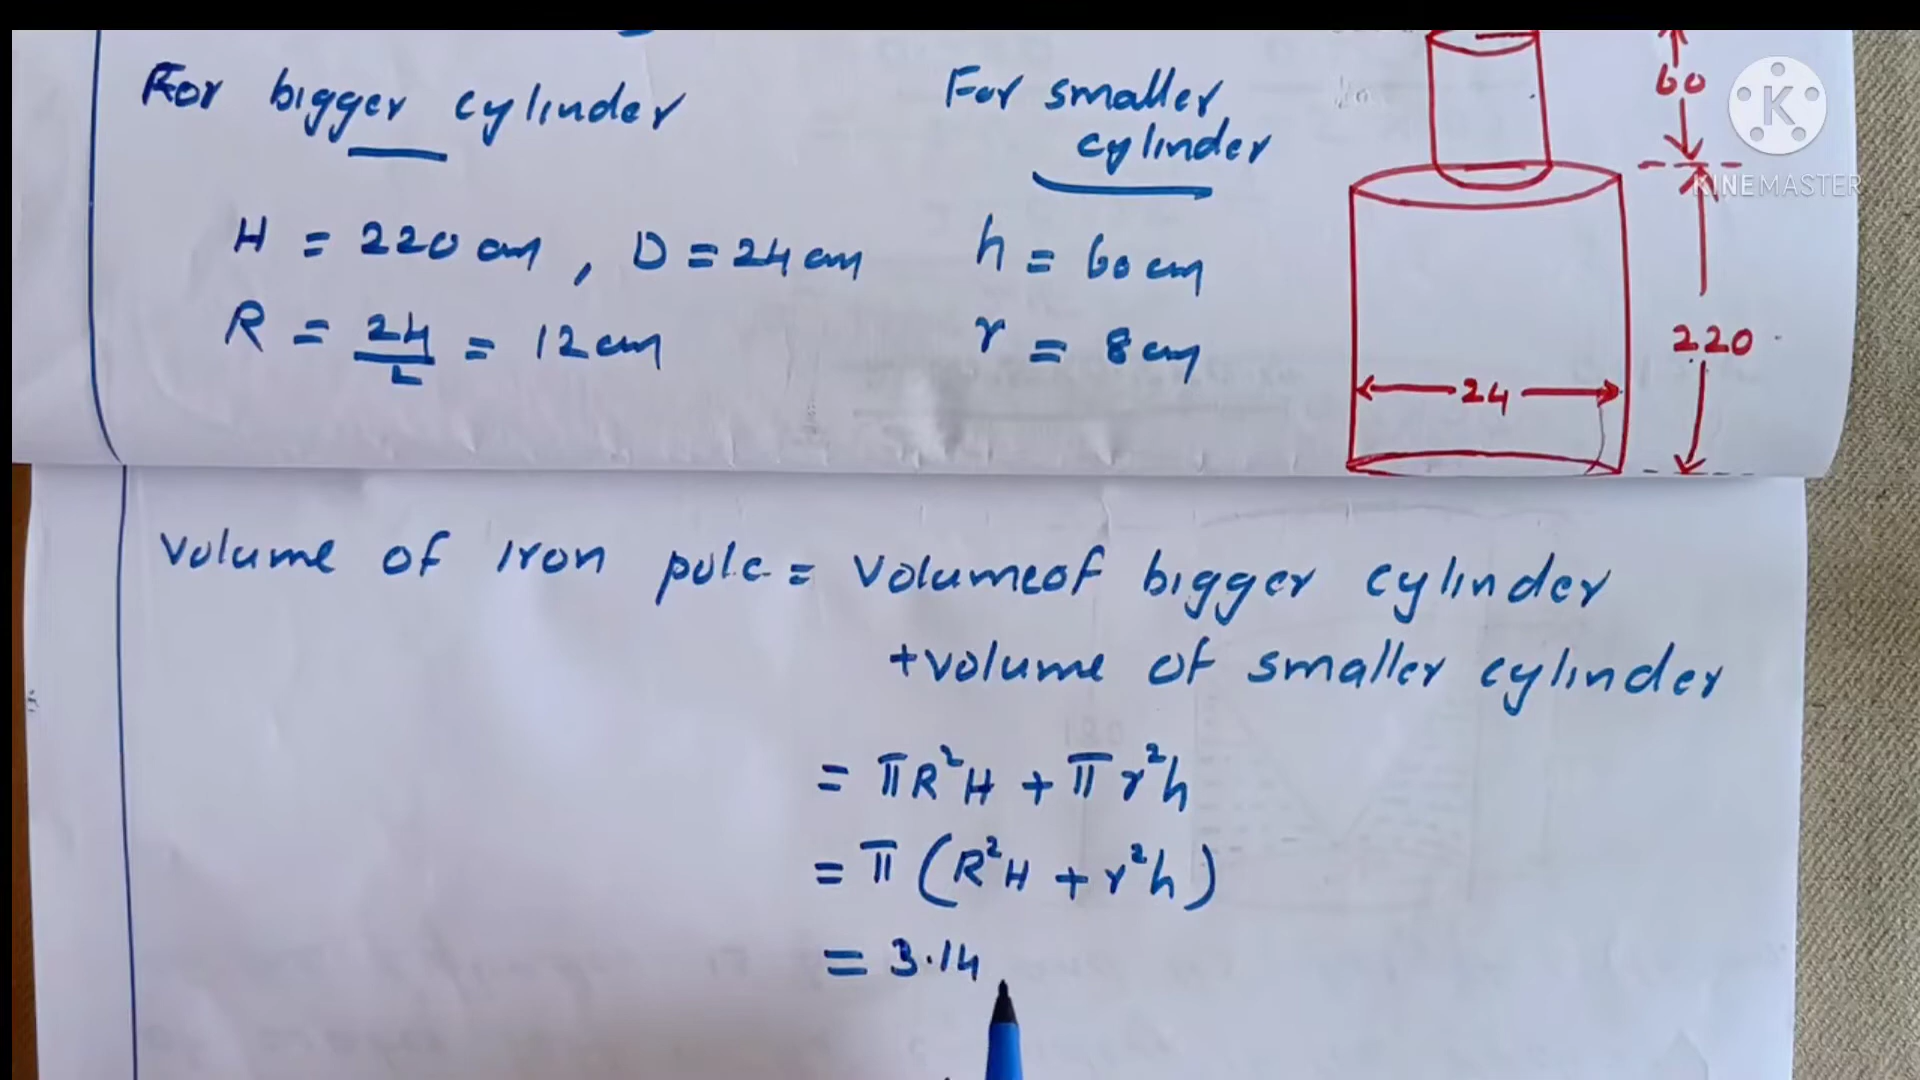 For bigger cylinder
H = 220 cm, D = 24 cm
R = 24/2 = 12 cm
For smaller
cylinder
h = 60 cm
r = 8 cm
60
K
KINEMASTER
220
24
Volume of Iron pole = Volume of bigger cylinder
+ volume of smaller cylinder
= πR²H + πr²h
= π (R²H + r²h)
= 3.14